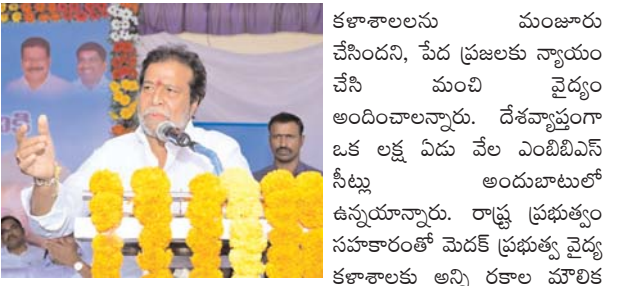 కళాశాలలను మంజూరు
చేసిందని, పేద ప్రజలకు న్యాయం
చేసి మంచి వైద్యం
అందించాలన్నారు. దేశవ్యాప్తంగా
ఒక లక్ష ఏడు వేల ఎంబిబిఎస్
సీట్లు అందుబాటులో
ఉన్నయాన్నారు. రాష్ట్ర ప్రభుత్వం
సహకారంతో మెదక్ ప్రభుత్వ వైద్య
కళాశాలకు అన్ని రకాల మౌలిక